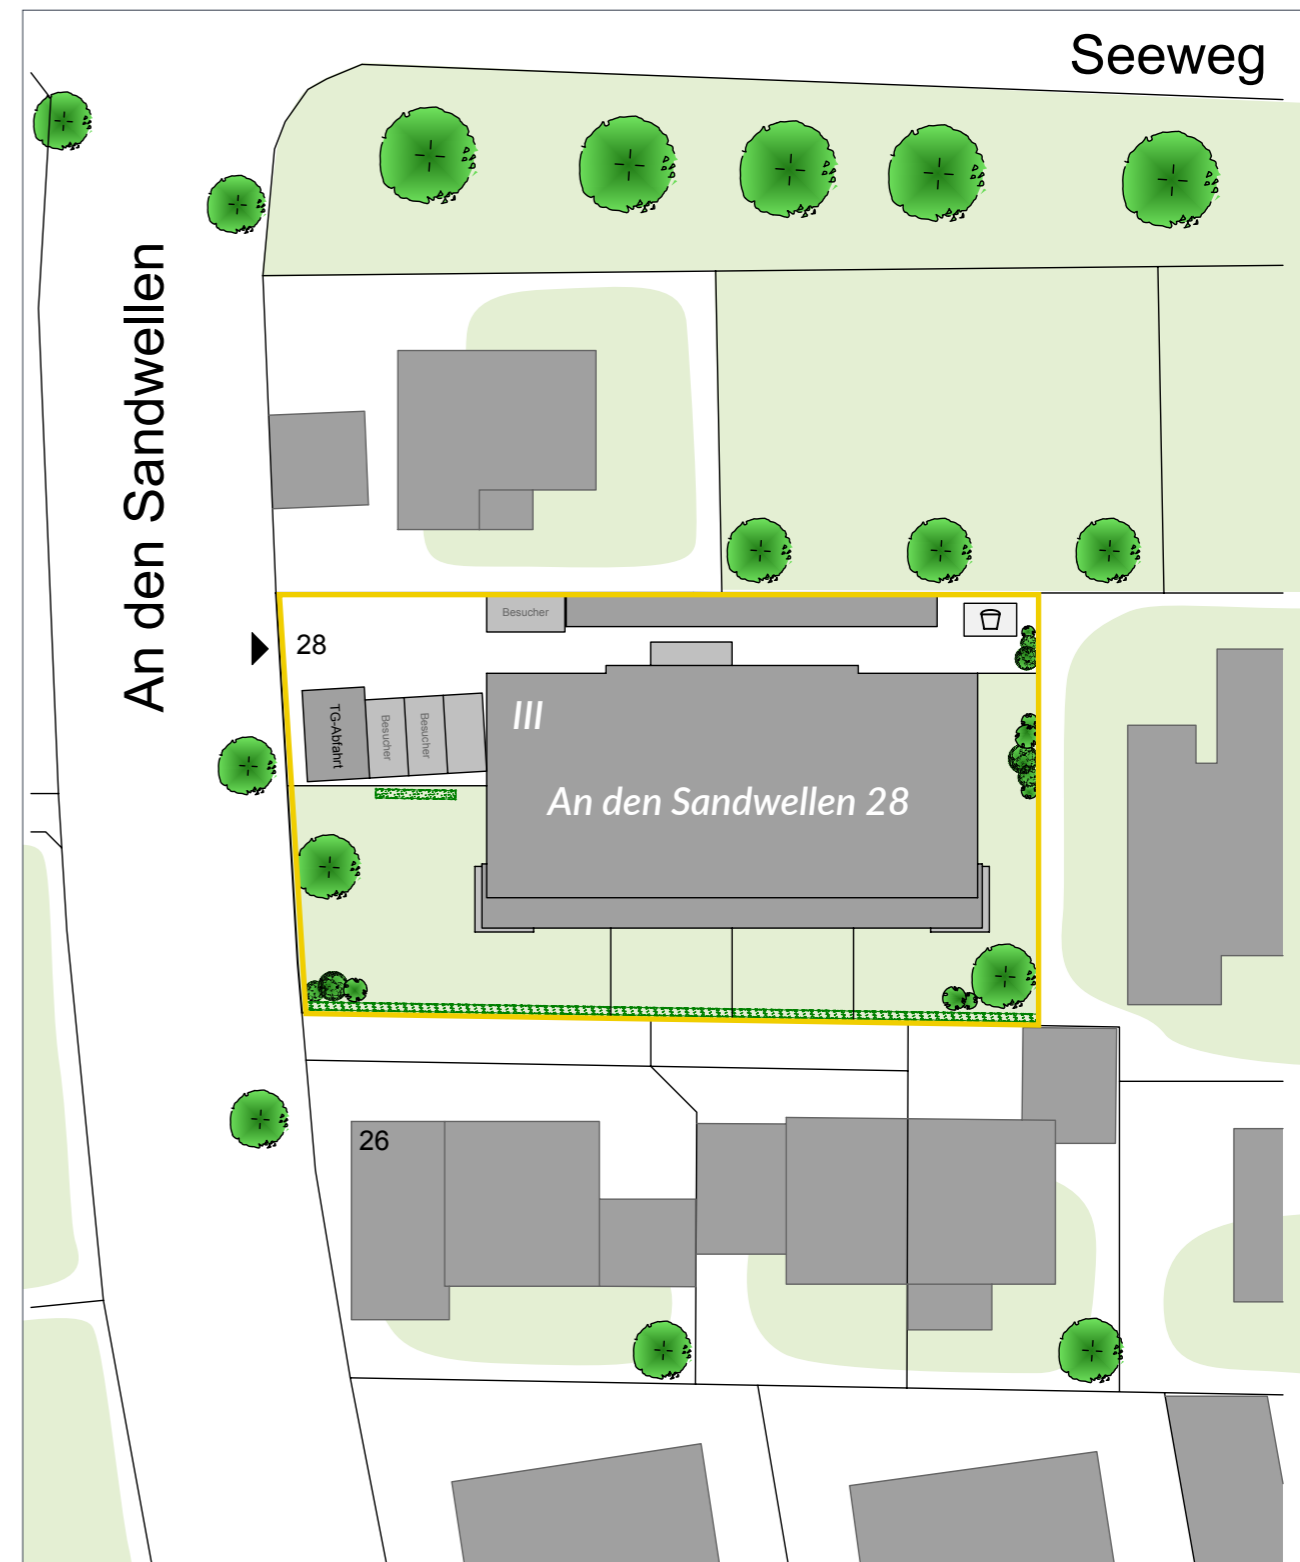 Seeweg
An den Sandwellen
Besucher
28
III
TG-Abfahrt
Besucher
Besucher
An den Sandwellen 28
26